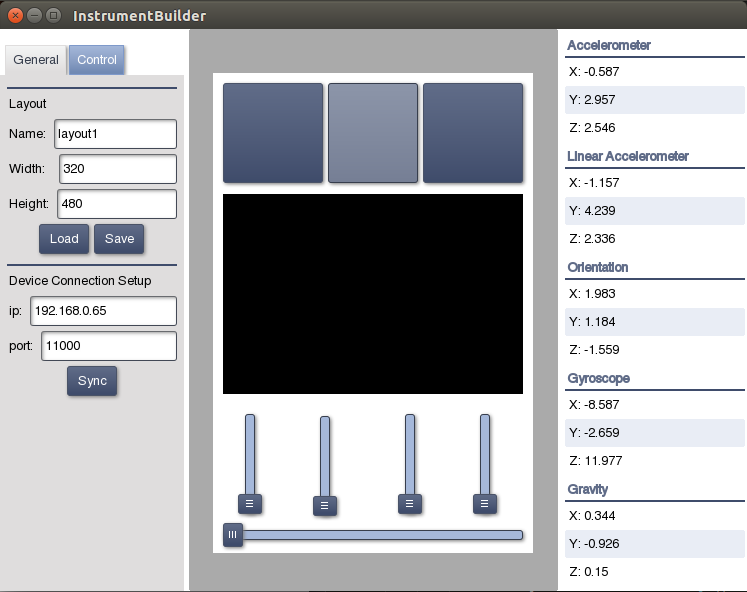 InstrumentBuilder
General Control
Layout
Name: layout1
Width: 320
Height: 480
Load Save
Device Connection Setup
ip: 192.168.0.65
port: 11000
Sync
Accelerometer
X: -0.587
Y: 2.957
Z: 2.546
Linear Accelerometer
X: -1.157
Y: 4.239
Z: 2.336
Orientation
X: 1.983
Y: 1.184
Z: -1.559
Gyroscope
X: -8.587
Y: -2.659
Z: 11.977
Gravity
X: 0.344
Y: -0.926
Z: 0.15